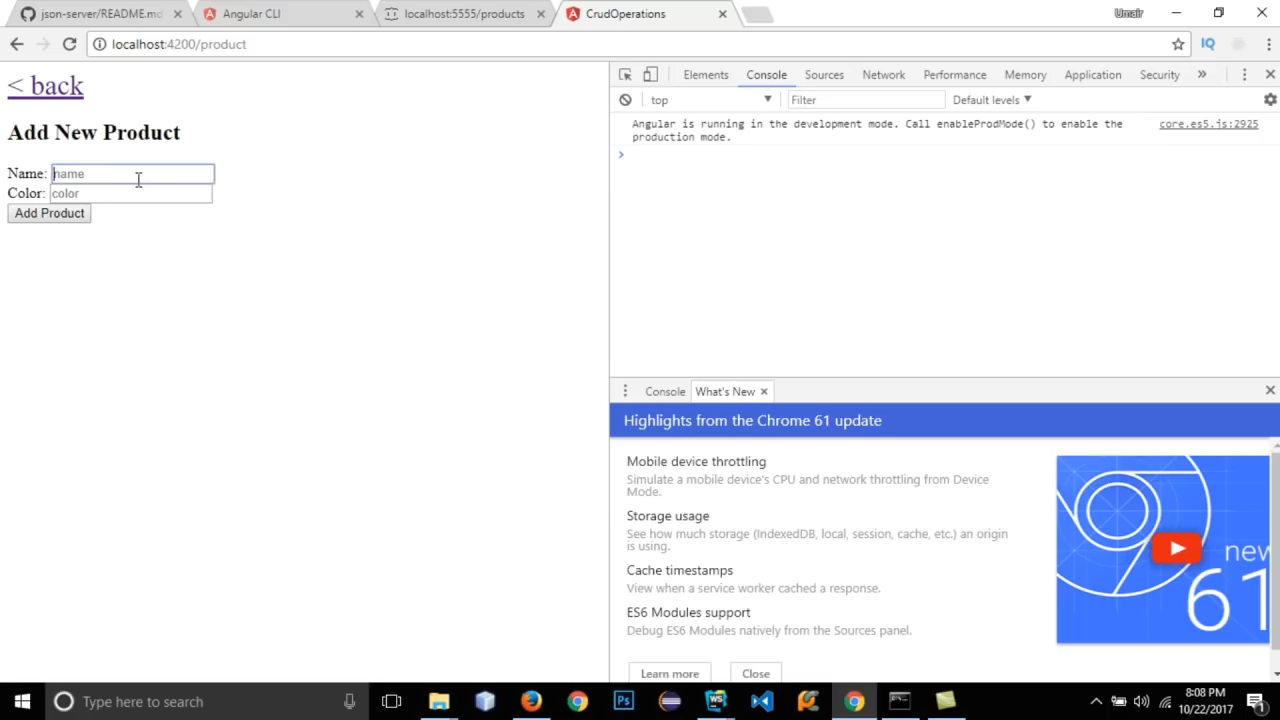 json-server/README.md
Angular CLI
localhost:5555/products
CrudOperations
Umair
localhost:4200/product
IQ
< back
Add New Product
Name: name
Color: color
Add Product
Elements Console Sources Network Performance Memory Application Security »
top Filter Default levels
Angular is running in the development mode. Call enableProdMode() to enable the
production mode.
core.es5.js:2925
Console What's New
Highlights from the Chrome 61 update
Mobile device throttling
Simulate a mobile device's CPU and network throttling from Device
Mode.
Storage usage
See how much storage (IndexedDB, local, session, cache, etc.) an origin
is using.
Cache timestamps
View when a service worker cached a response.
ES6 Modules support
Debug ES6 Modules natively from the Sources panel.
new
61
Learn more Close
Type here to search
Ps
WS
8:08 PM
10/22/2017
1